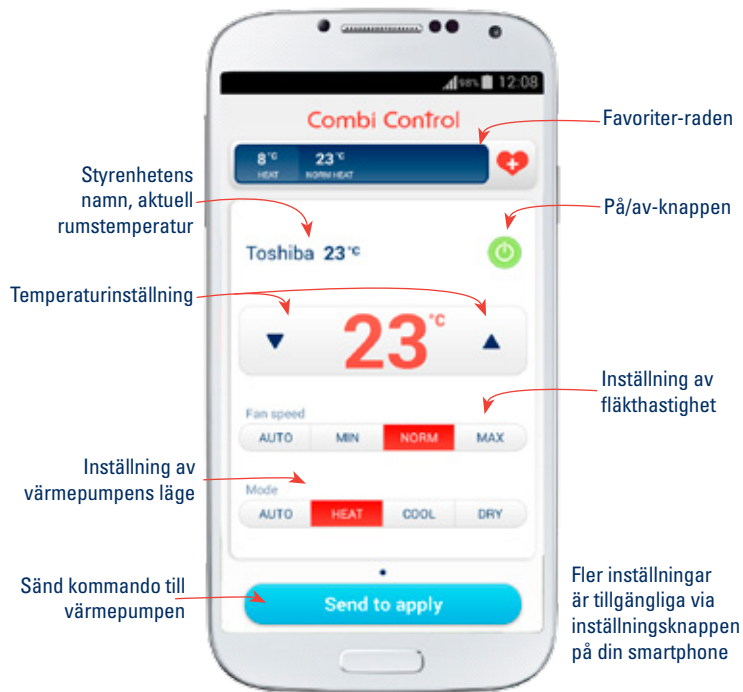 98% 12:08
Combi Control
Favoriter-raden
8°C 23°C
HEAT NORM HEAT
Styrenhetens
namn, aktuell
rumstemperatur
På/av-knappen
Toshiba 23°C
Temperaturinställning
23°C
Inställning av
fläkthastighet
Fan speed
AUTO MIN NORM MAX
Inställning av
värmepumpens läge
Mode
AUTO HEAT COOL DRY
Sänd kommando till
värmepumpen
Send to apply
Fler inställningar
är tillgängliga via
inställningsknappen
på din smartphone